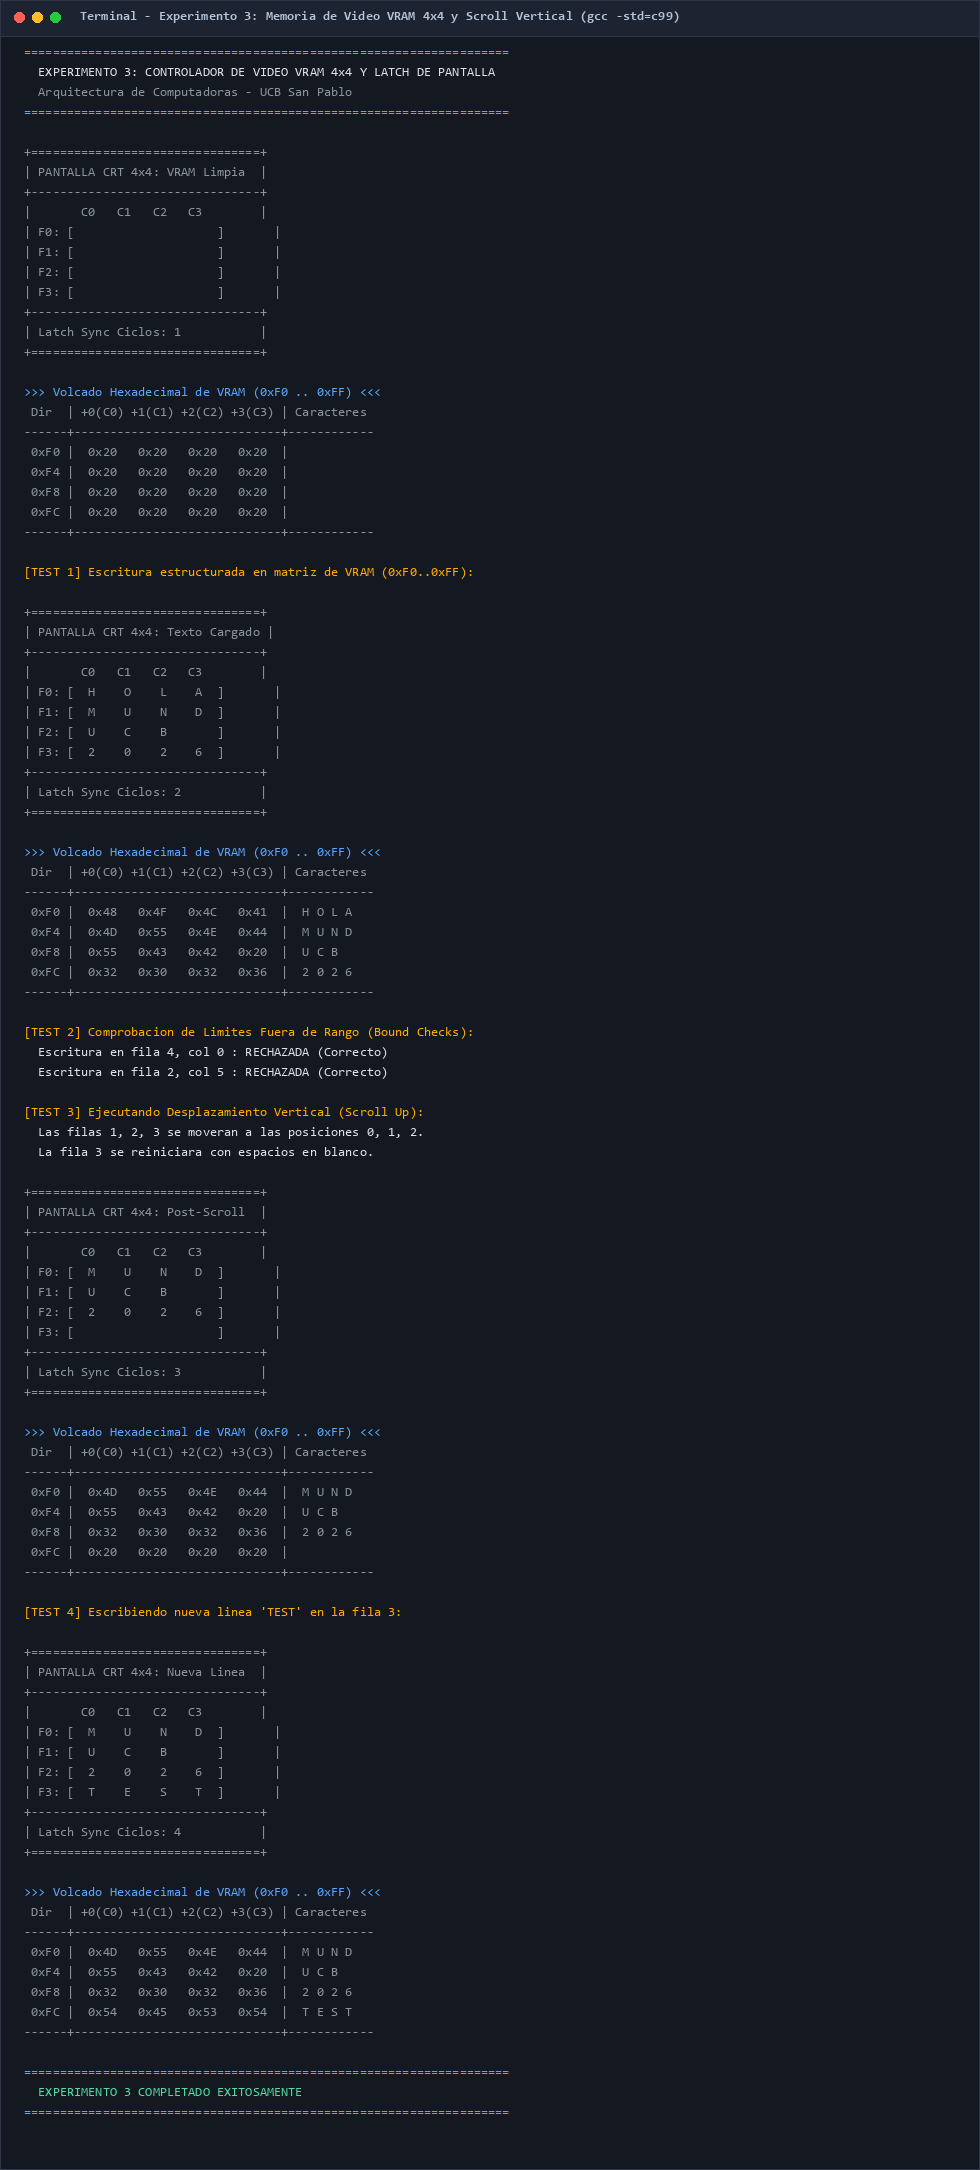 Terminal - Experimento 3: Memoria de Video VRAM 4x4 y Scroll Vertical (gcc -std=c99)
====================================================================
  EXPERIMENTO 3: CONTROLADOR DE VIDEO VRAM 4x4 Y LATCH DE PANTALLA
  Arquitectura de Computadoras - UCB San Pablo
====================================================================

+================================+
| PANTALLA CRT 4x4: VRAM Limpia  |
+--------------------------------+
|       C0   C1   C2   C3        |
| F0: [                    ]       |
| F1: [                    ]       |
| F2: [                    ]       |
| F3: [                    ]       |
+--------------------------------+
| Latch Sync Ciclos: 1           |
+================================+

>>> Volcado Hexadecimal de VRAM (0xF0 .. 0xFF) <<<
 Dir  | +0(C0) +1(C1) +2(C2) +3(C3) | Caracteres
------+-----------------------------+------------
 0xF0 |  0x20   0x20   0x20   0x20  |
 0xF4 |  0x20   0x20   0x20   0x20  |
 0xF8 |  0x20   0x20   0x20   0x20  |
 0xFC |  0x20   0x20   0x20   0x20  |
------+-----------------------------+------------

[TEST 1] Escritura estructurada en matriz de VRAM (0xF0..0xFF):

+================================+
| PANTALLA CRT 4x4: Texto Cargado |
+--------------------------------+
|       C0   C1   C2   C3        |
| F0: [  H    O    L    A  ]       |
| F1: [  M    U    N    D  ]       |
| F2: [  U    C    B       ]       |
| F3: [  2    0    2    6  ]       |
+--------------------------------+
| Latch Sync Ciclos: 2           |
+================================+

>>> Volcado Hexadecimal de VRAM (0xF0 .. 0xFF) <<<
 Dir  | +0(C0) +1(C1) +2(C2) +3(C3) | Caracteres
------+-----------------------------+------------
 0xF0 |  0x48   0x4F   0x4C   0x41  |  H O L A
 0xF4 |  0x4D   0x55   0x4E   0x44  |  M U N D
 0xF8 |  0x55   0x43   0x42   0x20  |  U C B
 0xFC |  0x32   0x30   0x32   0x36  |  2 0 2 6
------+-----------------------------+------------

[TEST 2] Comprobacion de Limites Fuera de Rango (Bound Checks):
  Escritura en fila 4, col 0 : RECHAZADA (Correcto)
  Escritura en fila 2, col 5 : RECHAZADA (Correcto)

[TEST 3] Ejecutando Desplazamiento Vertical (Scroll Up):
  Las filas 1, 2, 3 se moveran a las posiciones 0, 1, 2.
  La fila 3 se reiniciara con espacios en blanco.

+================================+
| PANTALLA CRT 4x4: Post-Scroll  |
+--------------------------------+
|       C0   C1   C2   C3        |
| F0: [  M    U    N    D  ]       |
| F1: [  U    C    B       ]       |
| F2: [  2    0    2    6  ]       |
| F3: [                    ]       |
+--------------------------------+
| Latch Sync Ciclos: 3           |
+================================+

>>> Volcado Hexadecimal de VRAM (0xF0 .. 0xFF) <<<
 Dir  | +0(C0) +1(C1) +2(C2) +3(C3) | Caracteres
------+-----------------------------+------------
 0xF0 |  0x4D   0x55   0x4E   0x44  |  M U N D
 0xF4 |  0x55   0x43   0x42   0x20  |  U C B
 0xF8 |  0x32   0x30   0x32   0x36  |  2 0 2 6
 0xFC |  0x20   0x20   0x20   0x20  |
------+-----------------------------+------------

[TEST 4] Escribiendo nueva linea 'TEST' en la fila 3:

+================================+
| PANTALLA CRT 4x4: Nueva Linea  |
+--------------------------------+
|       C0   C1   C2   C3        |
| F0: [  M    U    N    D  ]       |
| F1: [  U    C    B       ]       |
| F2: [  2    0    2    6  ]       |
| F3: [  T    E    S    T  ]       |
+--------------------------------+
| Latch Sync Ciclos: 4           |
+================================+

>>> Volcado Hexadecimal de VRAM (0xF0 .. 0xFF) <<<
 Dir  | +0(C0) +1(C1) +2(C2) +3(C3) | Caracteres
------+-----------------------------+------------
 0xF0 |  0x4D   0x55   0x4E   0x44  |  M U N D
 0xF4 |  0x55   0x43   0x42   0x20  |  U C B
 0xF8 |  0x32   0x30   0x32   0x36  |  2 0 2 6
 0xFC |  0x54   0x45   0x53   0x54  |  T E S T
------+-----------------------------+------------

====================================================================
  EXPERIMENTO 3 COMPLETADO EXITOSAMENTE
====================================================================